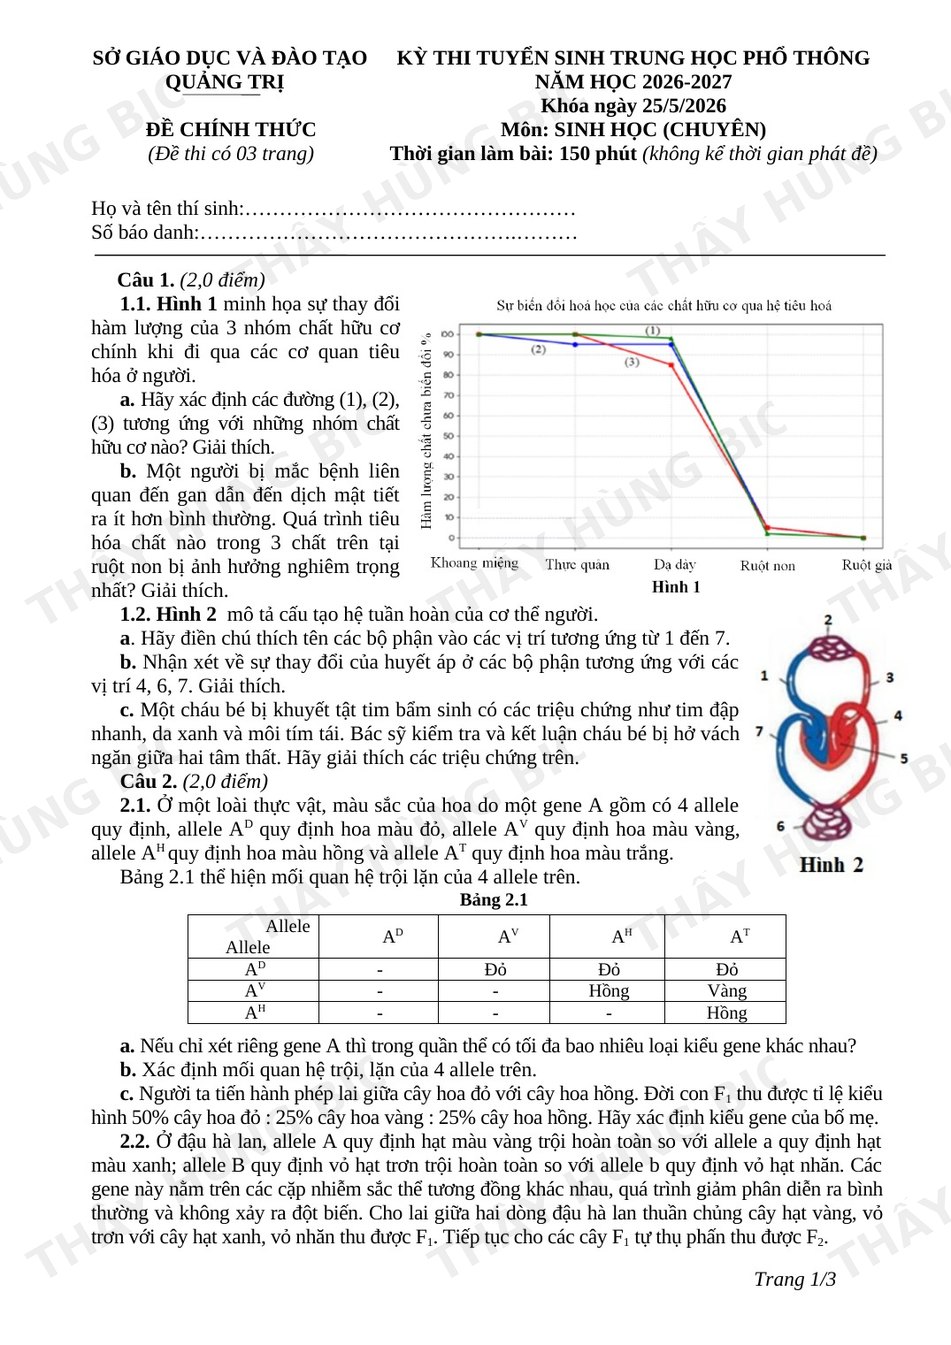 SỞ GIÁO DỤC VÀ ĐÀO TẠO
QUẢNG TRỊ
ĐỀ CHÍNH THỨC
(Đề thi có 03 trang)
KỲ THI TUYỂN SINH TRUNG HỌC PHỔ THÔNG
NĂM HỌC 2026-2027
Khóa ngày 25/5/2026
Môn: SINH HỌC (CHUYÊN)
Thời gian làm bài: 150 phút (không kể thời gian phát đề)
Họ và tên thí sinh:…………………………………………
Số báo danh:……………………………………….………
Câu 1. (2,0 điểm)
1.1. Hình 1 minh họa sự thay đổi
hàm lượng của 3 nhóm chất hữu cơ
chính khi đi qua các cơ quan tiêu
hóa ở người.
a. Hãy xác định các đường (1), (2),
(3) tương ứng với những nhóm chất
hữu cơ nào? Giải thích.
b. Một người bị mắc bệnh liên
quan đến gan dẫn đến dịch mật tiết
ra ít hơn bình thường. Quá trình tiêu
hóa chất nào trong 3 chất trên tại
ruột non bị ảnh hưởng nghiêm trọng
nhất? Giải thích.
Sự biến đổi hoá học của các chất hữu cơ qua hệ tiêu hoá
Hàm lượng chất chưa biến đổi %
100
90
80
70
60
50
40
30
20
10
0
(1)
(2)
(3)
Khoang miệng Thực quản Dạ dày Ruột non Ruột già
Hình 1
1.2. Hình 2 mô tả cấu tạo hệ tuần hoàn của cơ thể người.
a. Hãy điền chú thích tên các bộ phận vào các vị trí tương ứng từ 1 đến 7.
b. Nhận xét về sự thay đổi của huyết áp ở các bộ phận tương ứng với các
vị trí 4, 6, 7. Giải thích.
c. Một cháu bé bị khuyết tật tim bẩm sinh có các triệu chứng như tim đập
nhanh, da xanh và môi tím tái. Bác sỹ kiểm tra và kết luận cháu bé bị hở vách
ngăn giữa hai tâm thất. Hãy giải thích các triệu chứng trên.
2
1
3
4
7
5
6
Hình 2
Câu 2. (2,0 điểm)
2.1. Ở một loài thực vật, màu sắc của hoa do một gene A gồm có 4 allele
quy định, allele A^D quy định hoa màu đỏ, allele A^V quy định hoa màu vàng,
allele A^H quy định hoa màu hồng và allele A^T quy định hoa màu trắng.
Bảng 2.1 thể hiện mối quan hệ trội lặn của 4 allele trên.
Bảng 2.1
Allele Allele A^D A^V A^H A^T
A^D - Đỏ Đỏ Đỏ
A^V - - Hồng Vàng
A^H - - - Hồng
a. Nếu chỉ xét riêng gene A thì trong quần thể có tối đa bao nhiêu loại kiểu gene khác nhau?
b. Xác định mối quan hệ trội, lặn của 4 allele trên.
c. Người ta tiến hành phép lai giữa cây hoa đỏ với cây hoa hồng. Đời con F₁ thu được tỉ lệ kiểu
hình 50% cây hoa đỏ : 25% cây hoa vàng : 25% cây hoa hồng. Hãy xác định kiểu gene của bố mẹ.
2.2. Ở đậu hà lan, allele A quy định hạt màu vàng trội hoàn toàn so với allele a quy định hạt
màu xanh; allele B quy định vỏ hạt trơn trội hoàn toàn so với allele b quy định vỏ hạt nhăn. Các
gene này nằm trên các cặp nhiễm sắc thể tương đồng khác nhau, quá trình giảm phân diễn ra bình
thường và không xảy ra đột biến. Cho lai giữa hai dòng đậu hà lan thuần chủng cây hạt vàng, vỏ
trơn với cây hạt xanh, vỏ nhăn thu được F₁. Tiếp tục cho các cây F₁ tự thụ phấn thu được F₂.
Trang 1/3
THẦY HÙNG BIC